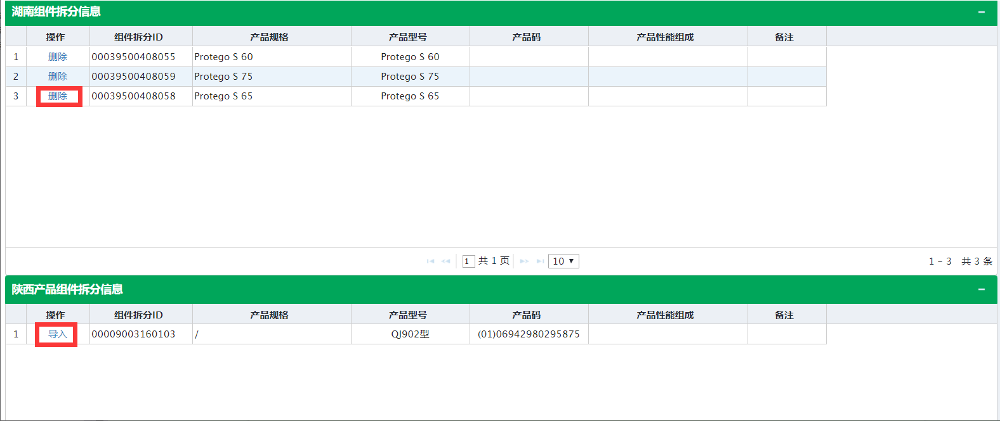 湖南组件拆分信息
操作 组件拆分ID 产品规格 产品型号 产品码 产品性能组成 备注
1 删除 00039500408055 Protego S 60 Protego S 60
2 删除 00039500408059 Protego S 75 Protego S 75
3 删除 00039500408058 Protego S 65 Protego S 65
1 共 1 页 10 1 - 3 共 3 条
陕西产品组件拆分信息
操作 组件拆分ID 产品规格 产品型号 产品码 产品性能组成 备注
1 导入 00009003160103 / QJ902型 (01)06942980295875